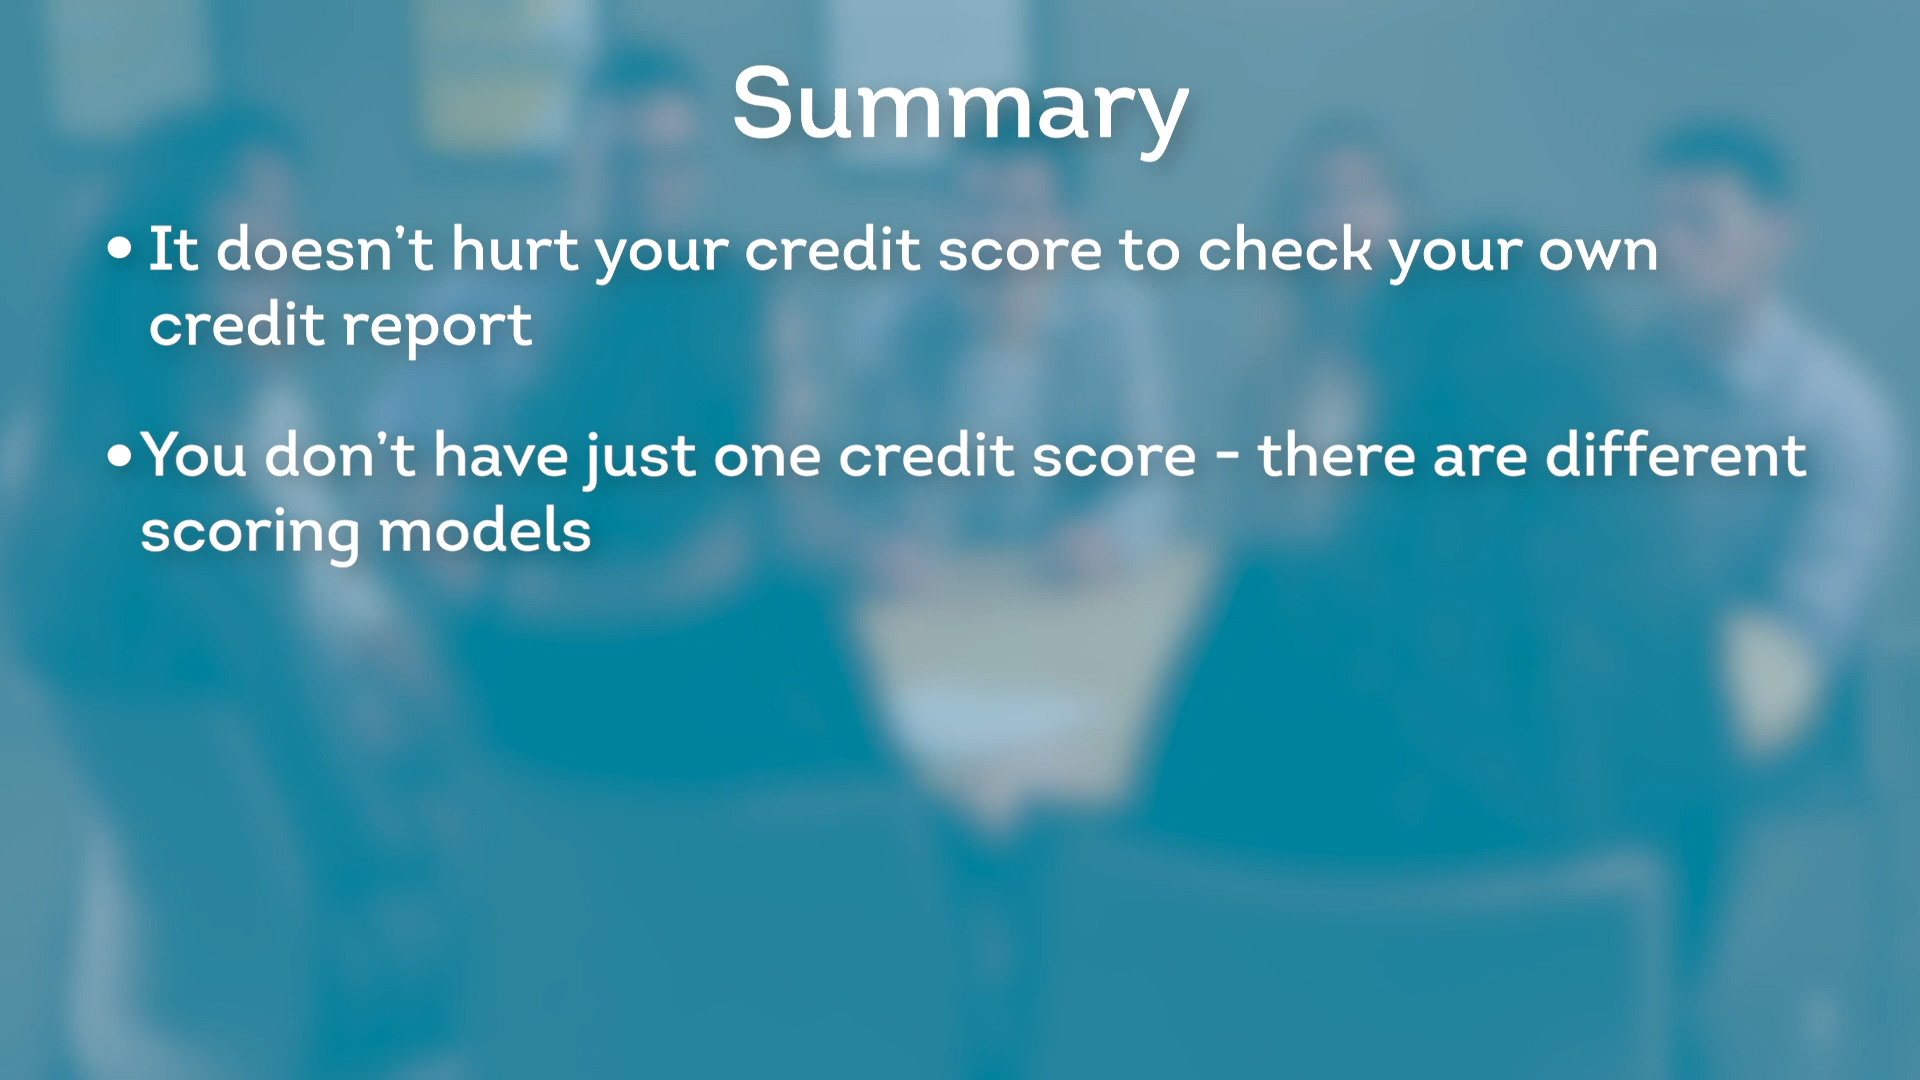 Summary
• It doesn’t hurt your credit score to check your own
credit report
• You don’t have just one credit score - there are different
scoring models